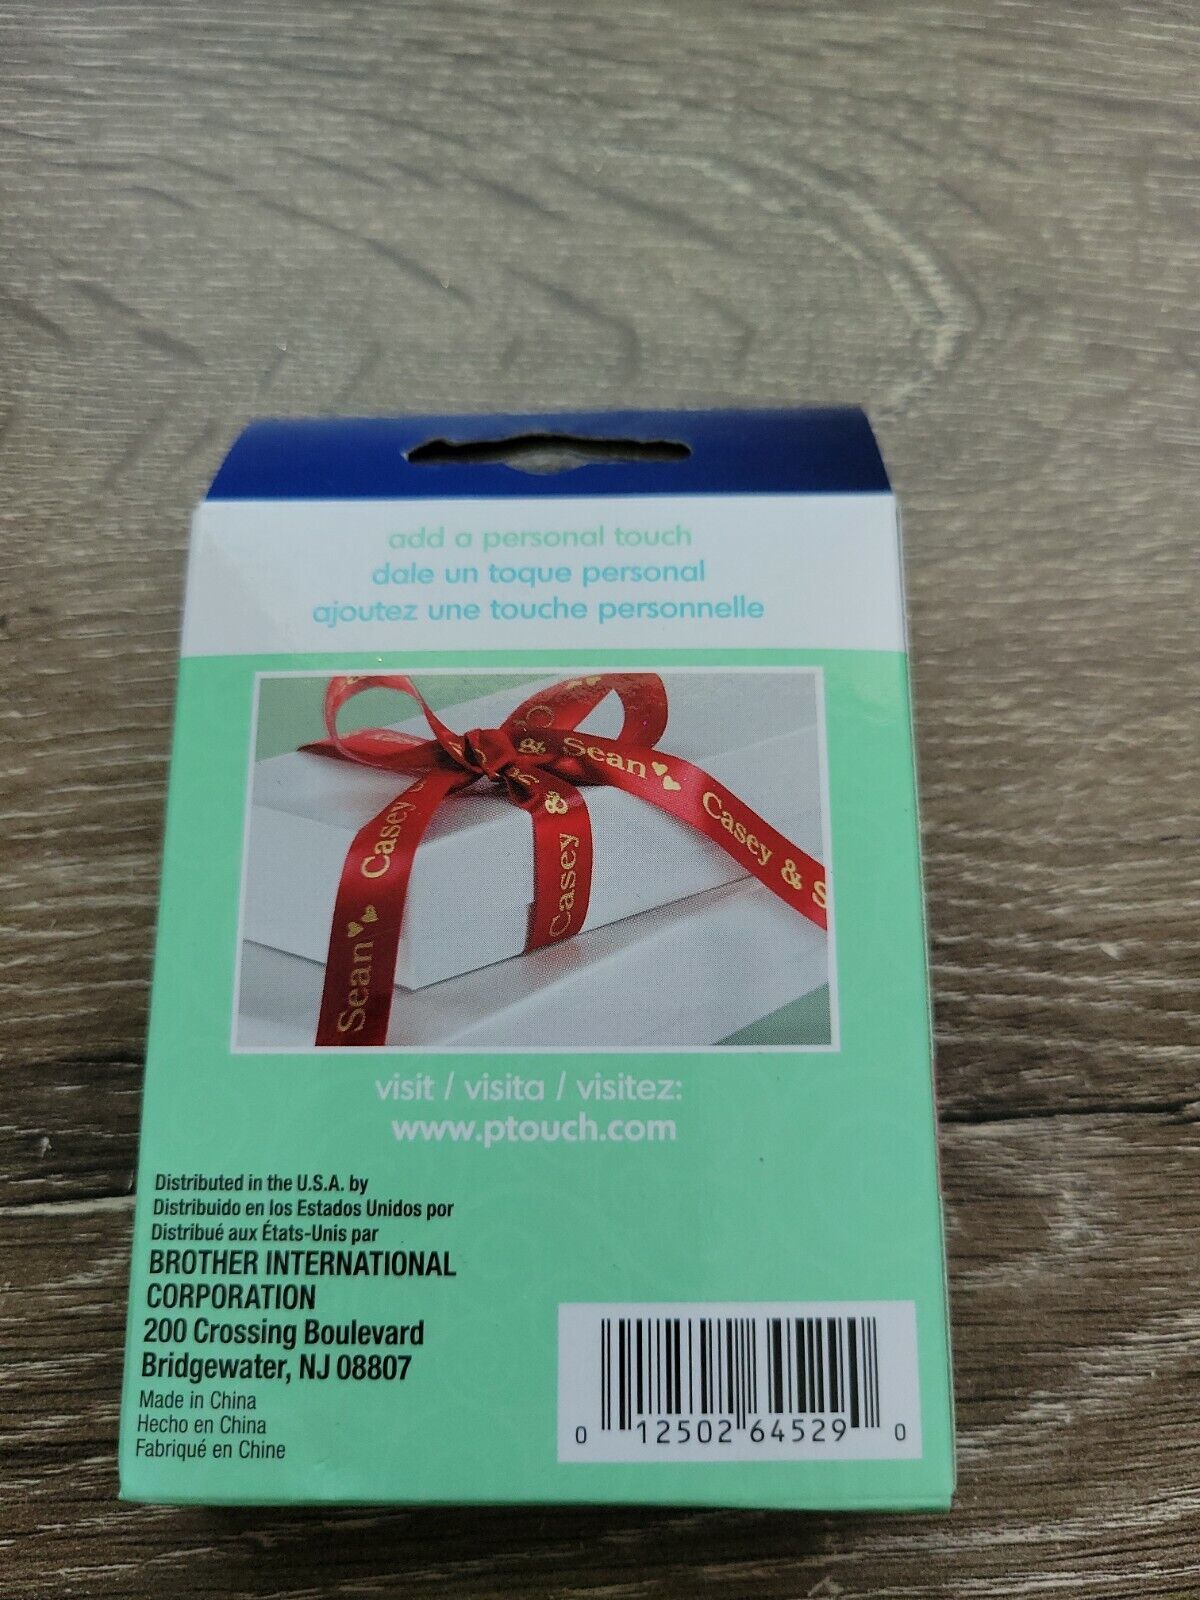 add a personal touch
dale un toque personal
ajoutez une touche personnelle
& Sean
Casey & S
Casey &
Sean
Casey &
visit / visita / visitez:
www.ptouch.com
Distributed in the U.S.A. by
Distribuido en los Estados Unidos por
Distribué aux États-Unis par
BROTHER INTERNATIONAL
CORPORATION
200 Crossing Boulevard
Bridgewater, NJ 08807
Made in China
Hecho en China
Fabriqué en Chine
0 12502 64529 0